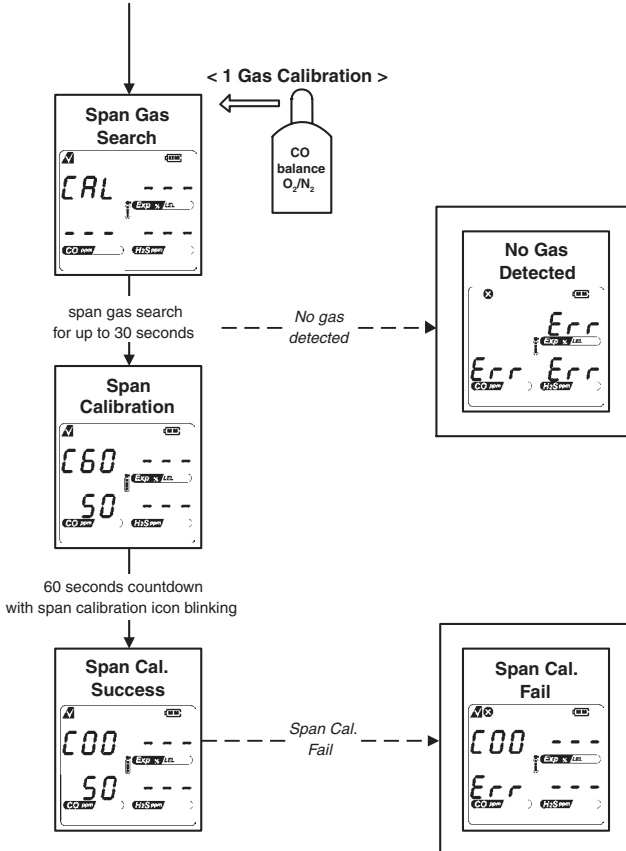 < 1 Gas Calibration >
Span Gas
Search
CO
balance
O₂/N₂
CAL - - -
Exp % LEL
- - - - - -
CO ppm H₂S ppm
No Gas
Detected
Err
Exp % LEL
Err Err
CO ppm H₂S ppm
span gas search
for up to 30 seconds
No gas
detected
Span
Calibration
C60 - - -
Exp % LEL
50 - - -
CO ppm H₂S ppm
60 seconds countdown
with span calibration icon blinking
Span Cal.
Success
C00 - - -
Exp % LEL
50 - - -
CO ppm H₂S ppm
Span Cal.
Fail
Span Cal.
Fail
C00 - - -
Exp % LEL
Err - - -
CO ppm H₂S ppm